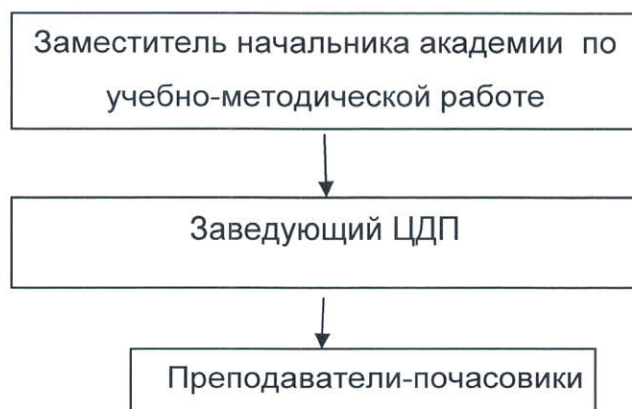 Заместитель начальника академии по
учебно-методической работе
Заведующий ЦДП
Преподаватели-почасовики